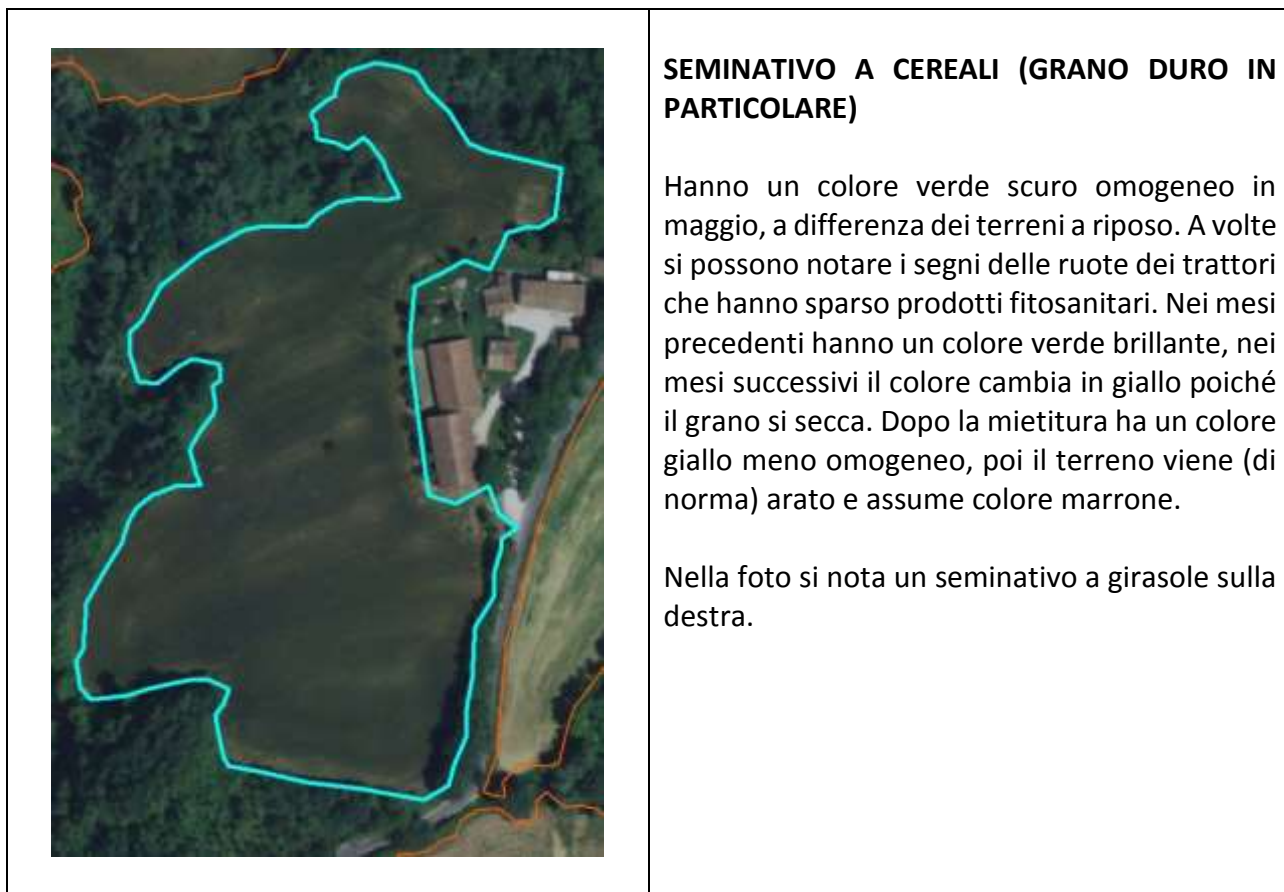 SEMINATIVO A CEREALI (GRANO DURO IN
PARTICOLARE)
Hanno un colore verde scuro omogeneo in
maggio, a differenza dei terreni a riposo. A volte
si possono notare i segni delle ruote dei trattori
che hanno sparso prodotti fitosanitari. Nei mesi
precedenti hanno un colore verde brillante, nei
mesi successivi il colore cambia in giallo poiché
il grano si secca. Dopo la mietitura ha un colore
giallo meno omogeneo, poi il terreno viene (di
norma) arato e assume colore marrone.
Nella foto si nota un seminativo a girasole sulla
destra.